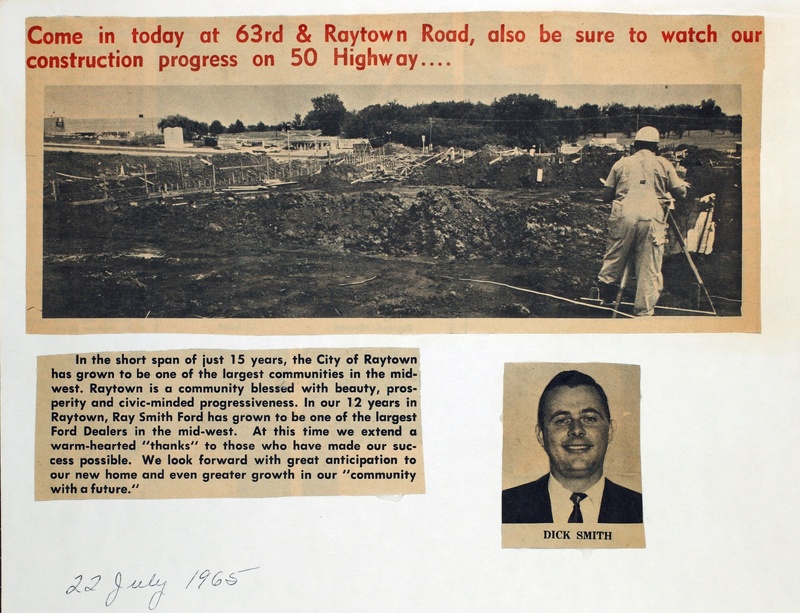 Come in today at 63rd & Raytown Road, also be sure to watch our
construction progress on 50 Highway....
In the short span of just 15 years, the City of Raytown
has grown to be one of the largest communities in the mid-
west. Raytown is a community blessed with beauty, pros-
perity and civic-minded progressiveness. In our 12 years in
Raytown, Ray Smith Ford has grown to be one of the largest
Ford Dealers in the mid-west. At this time we extend a
warm-hearted "thanks" to those who have made our suc-
cess possible. We look forward with great anticipation to
our new home and even greater growth in our "community
with a future."
DICK SMITH
22 July 1965